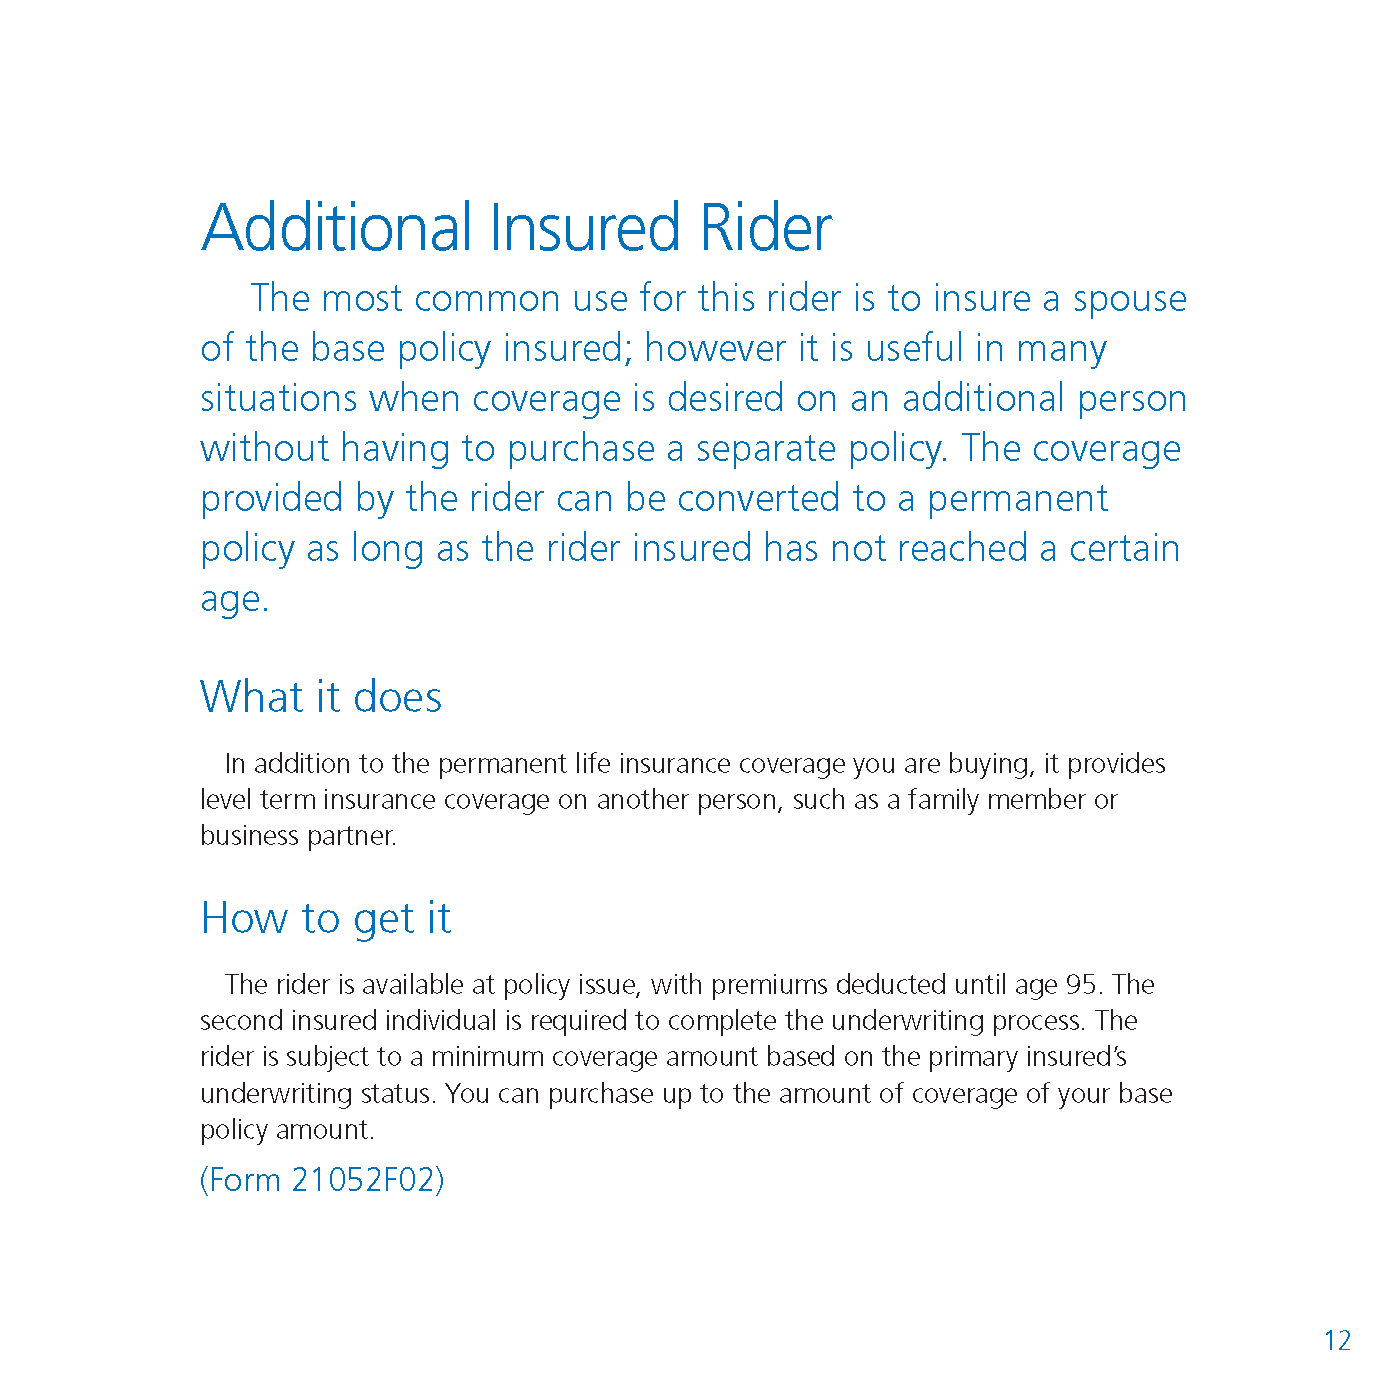 Additional Insured Rider
The most common use for this rider is to insure a spouse
of the base policy insured; however it is useful in many
situations when coverage is desired on an additional person
without having to purchase a separate policy. The coverage
provided by the rider can be converted to a permanent
policy as long as the rider insured has not reached a certain
age.
What it does
In addition to the permanent life insurance coverage you are buying, it provides
level term insurance coverage on another person, such as a family member or
business partner.
How to get it
The rider is available at policy issue, with premiums deducted until age 95. The
second insured individual is required to complete the underwriting process. The
rider is subject to a minimum coverage amount based on the primary insured’s
underwriting status. You can purchase up to the amount of coverage of your base
policy amount.
(Form 21052F02)
12